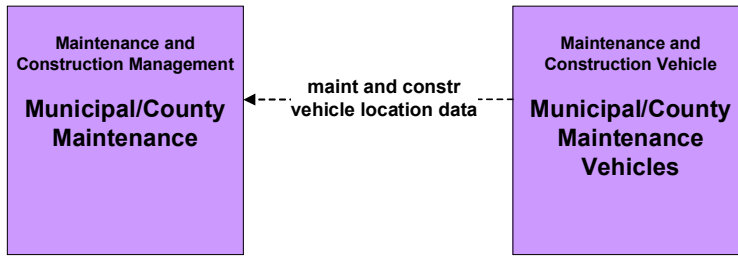 Maintenance and
Construction Management
Municipal/County
Maintenance
maint and constr
vehicle location data
Maintenance and
Construction Vehicle
Municipal/County
Maintenance
Vehicles